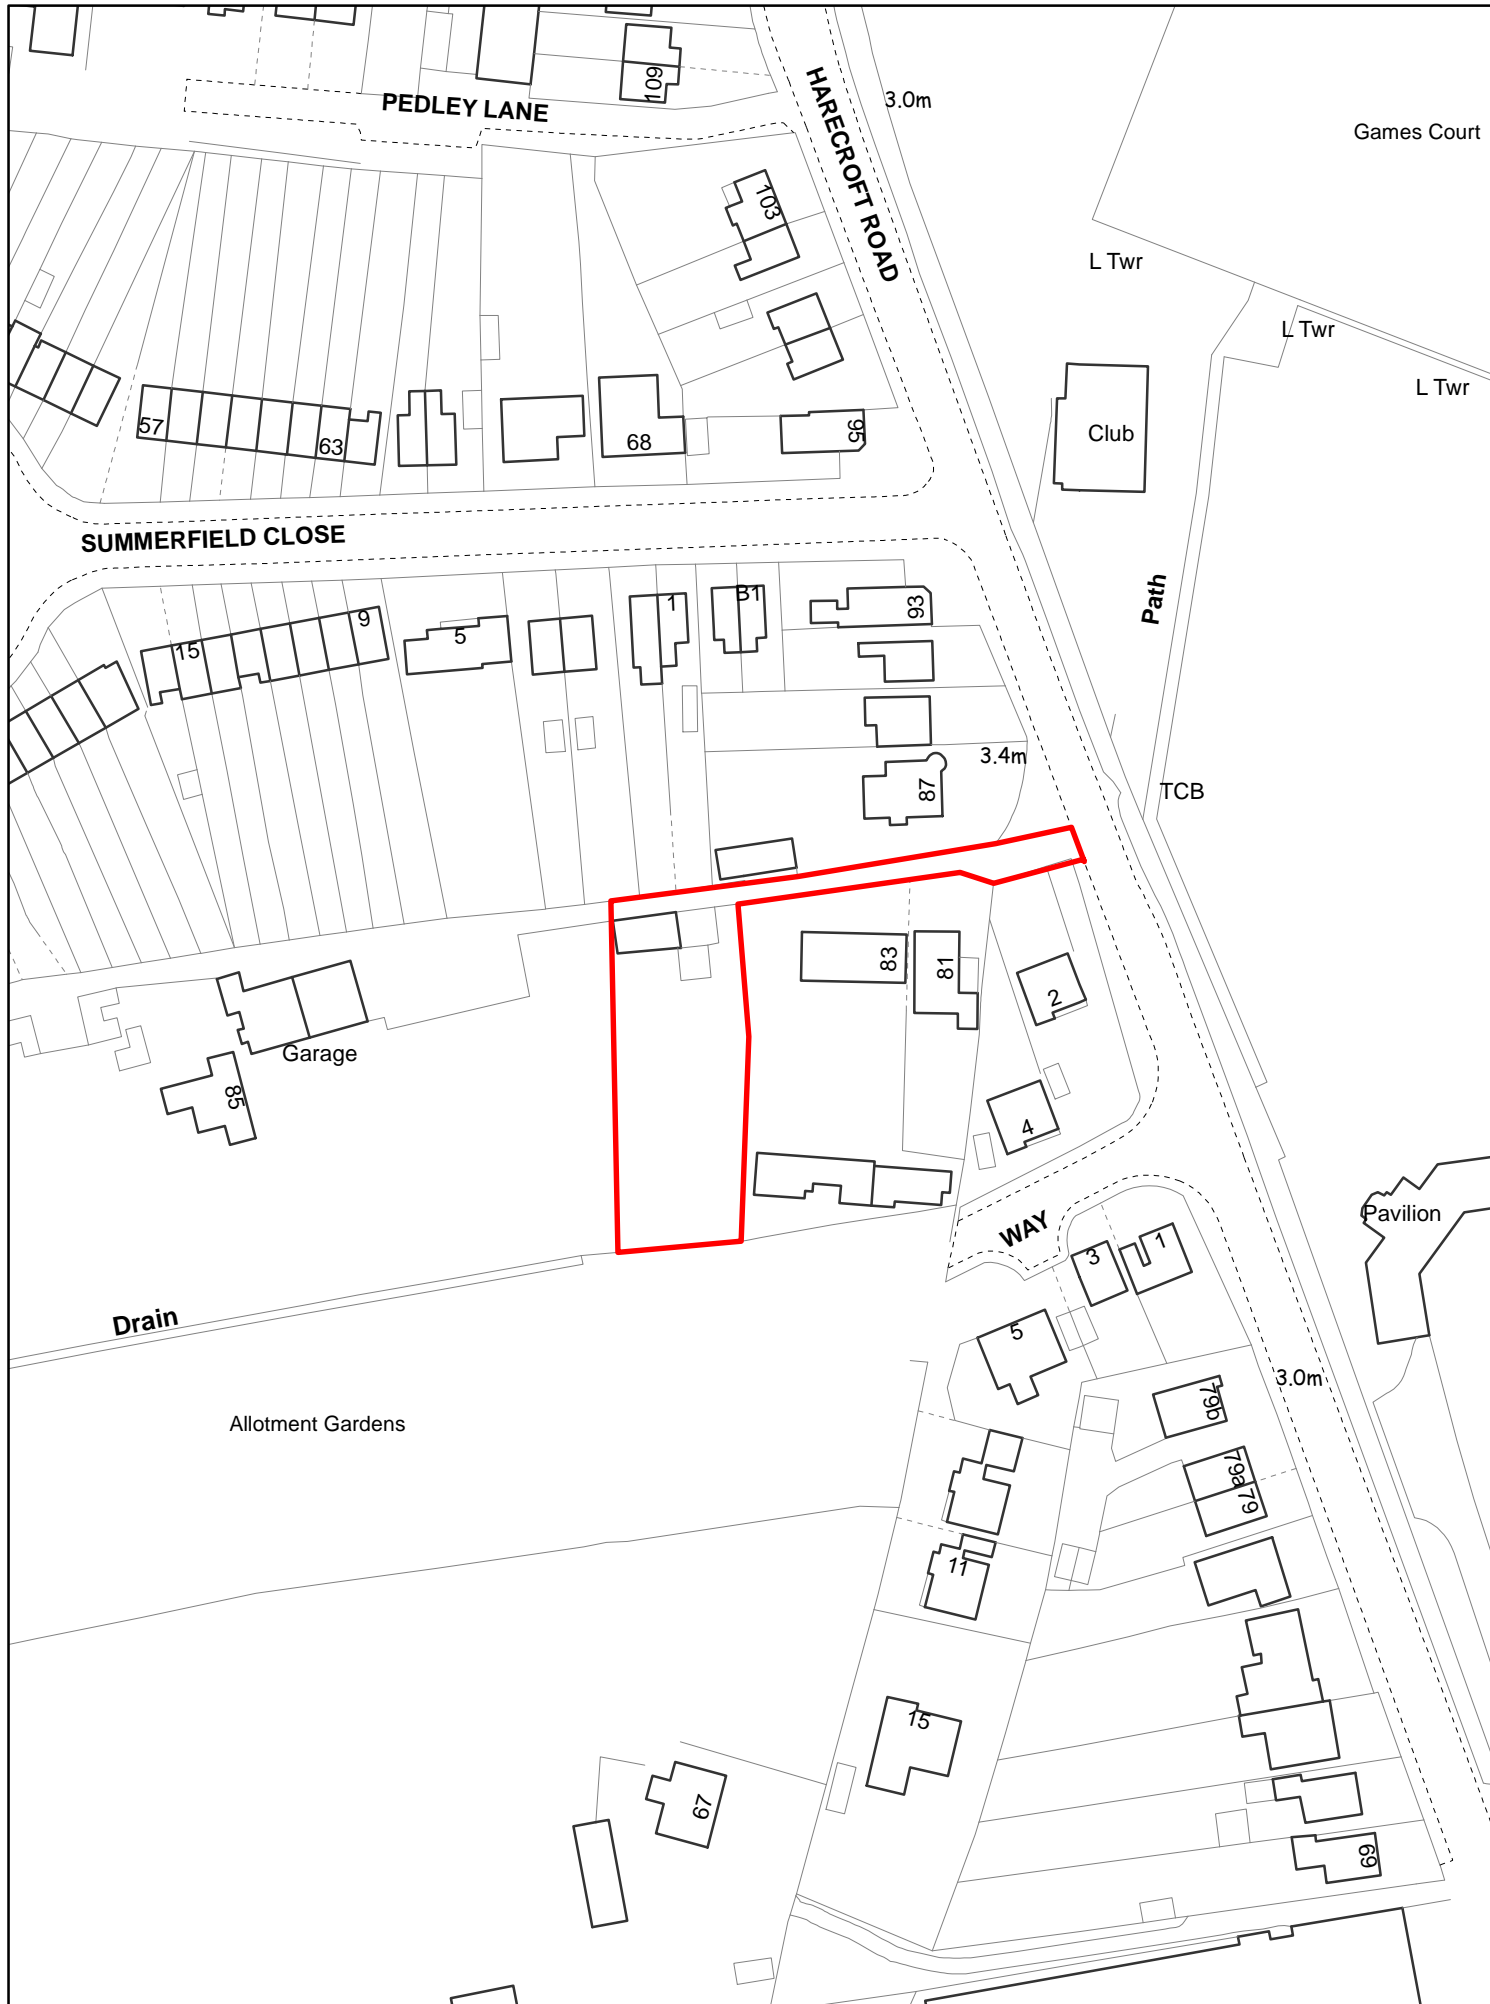 109
PEDLEY LANE
HARECROFT ROAD
3.0m
Games Court
103
L Twr
L Twr
L Twr
57
63
68
95
Club
SUMMERFIELD CLOSE
Path
9
15
5
1
B1
93
3.4m
87
TCB
83
81
2
Garage
85
4
Pavilion
WAY
3
1
5
Drain
3.0m
79b
Allotment Gardens
79a
79
11
15
67
69